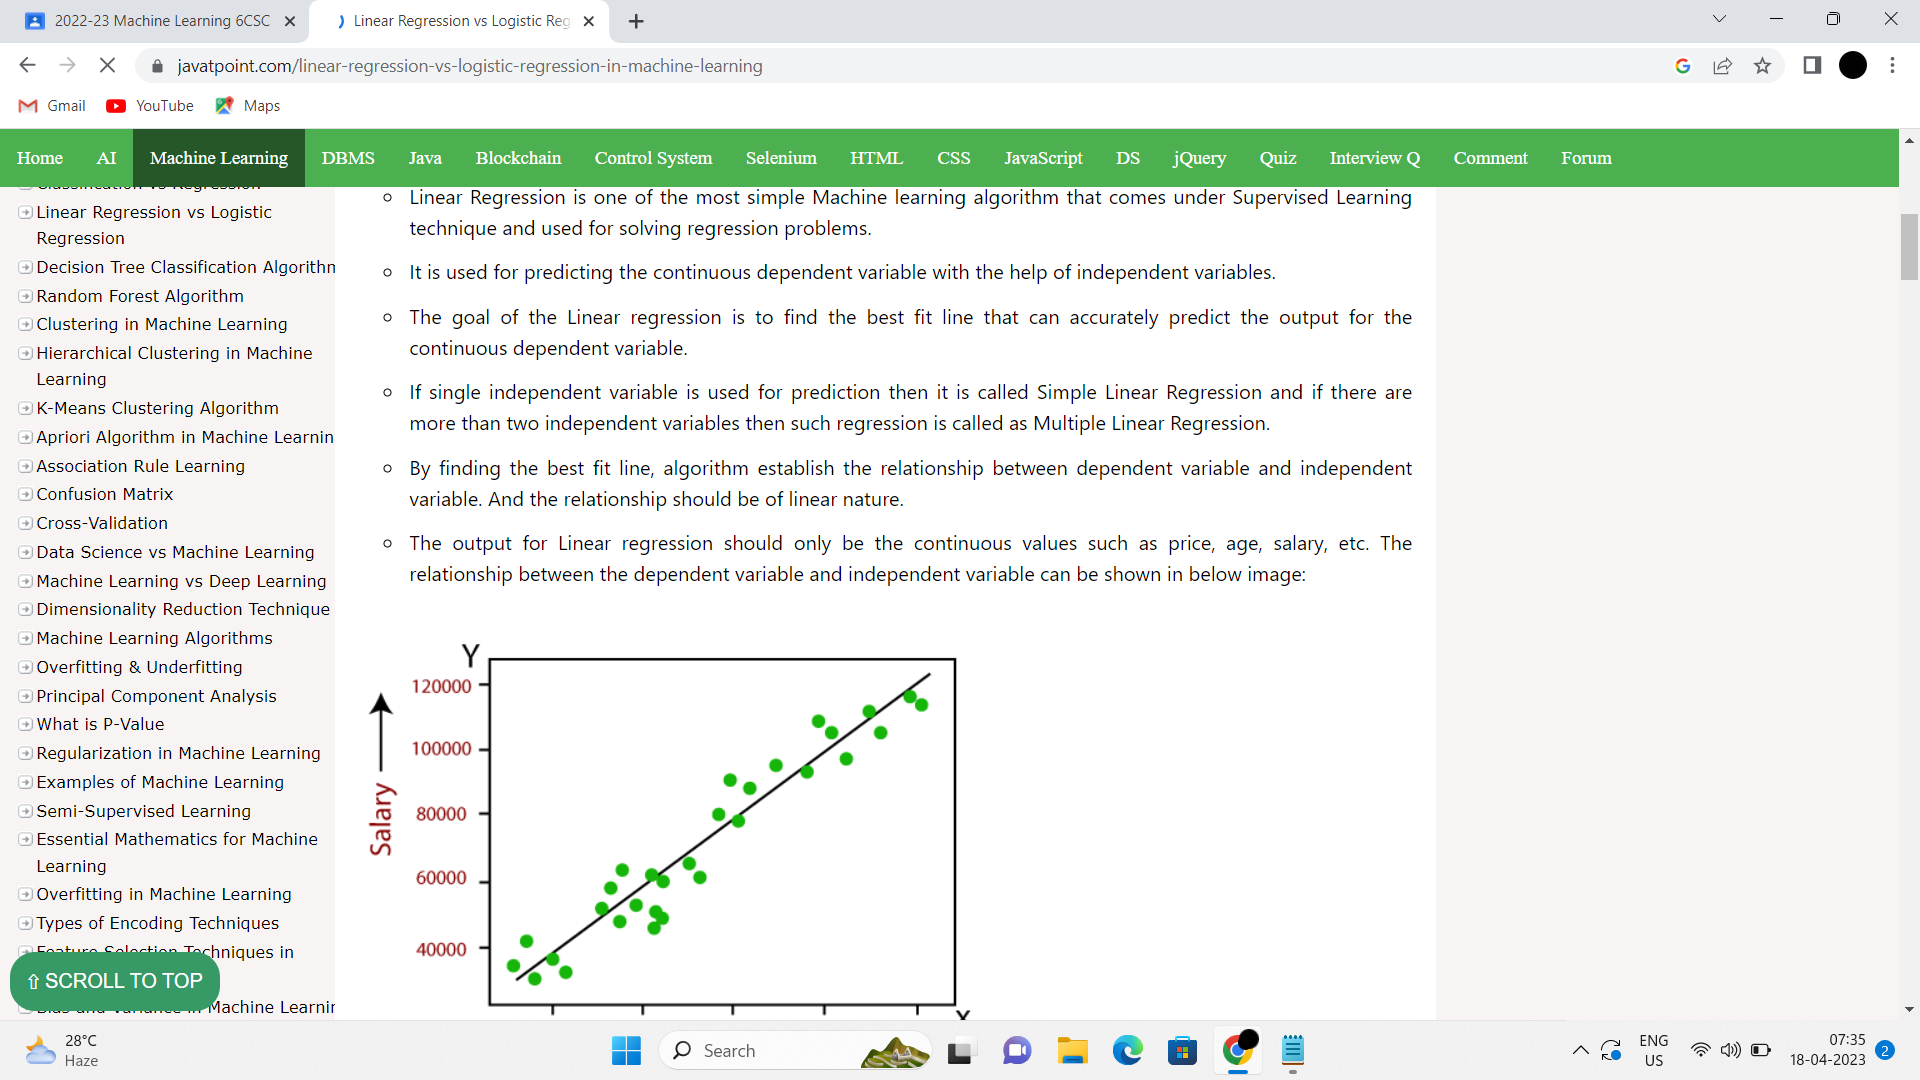 2022-23 Machine Learning 6CSC
Linear Regression vs Logistic Reg
javatpoint.com/linear-regression-vs-logistic-regression-in-machine-learning
Gmail YouTube Maps
Home AI Machine Learning DBMS Java Blockchain Control System Selenium HTML CSS JavaScript DS jQuery Quiz Interview Q Comment Forum
Classification vs Regression
Linear Regression vs Logistic
Regression
Decision Tree Classification Algorithm
Random Forest Algorithm
Clustering in Machine Learning
Hierarchical Clustering in Machine
Learning
K-Means Clustering Algorithm
Apriori Algorithm in Machine Learnin
Association Rule Learning
Confusion Matrix
Cross-Validation
Data Science vs Machine Learning
Machine Learning vs Deep Learning
Dimensionality Reduction Technique
Machine Learning Algorithms
Overfitting & Underfitting
Principal Component Analysis
What is P-Value
Regularization in Machine Learning
Examples of Machine Learning
Semi-Supervised Learning
Essential Mathematics for Machine
Learning
Overfitting in Machine Learning
Types of Encoding Techniques
Feature Selection Techniques in
Bias and Variance in Machine Learnin
⇧ SCROLL TO TOP
Linear Regression is one of the most simple Machine learning algorithm that comes under Supervised Learning
technique and used for solving regression problems.
It is used for predicting the continuous dependent variable with the help of independent variables.
The goal of the Linear regression is to find the best fit line that can accurately predict the output for the
continuous dependent variable.
If single independent variable is used for prediction then it is called Simple Linear Regression and if there are
more than two independent variables then such regression is called as Multiple Linear Regression.
By finding the best fit line, algorithm establish the relationship between dependent variable and independent
variable. And the relationship should be of linear nature.
The output for Linear regression should only be the continuous values such as price, age, salary, etc. The
relationship between the dependent variable and independent variable can be shown in below image:
Y
120000
100000
80000
60000
40000
Salary
X
28°C
Haze
Search
ENG
US
07:35
18-04-2023
2